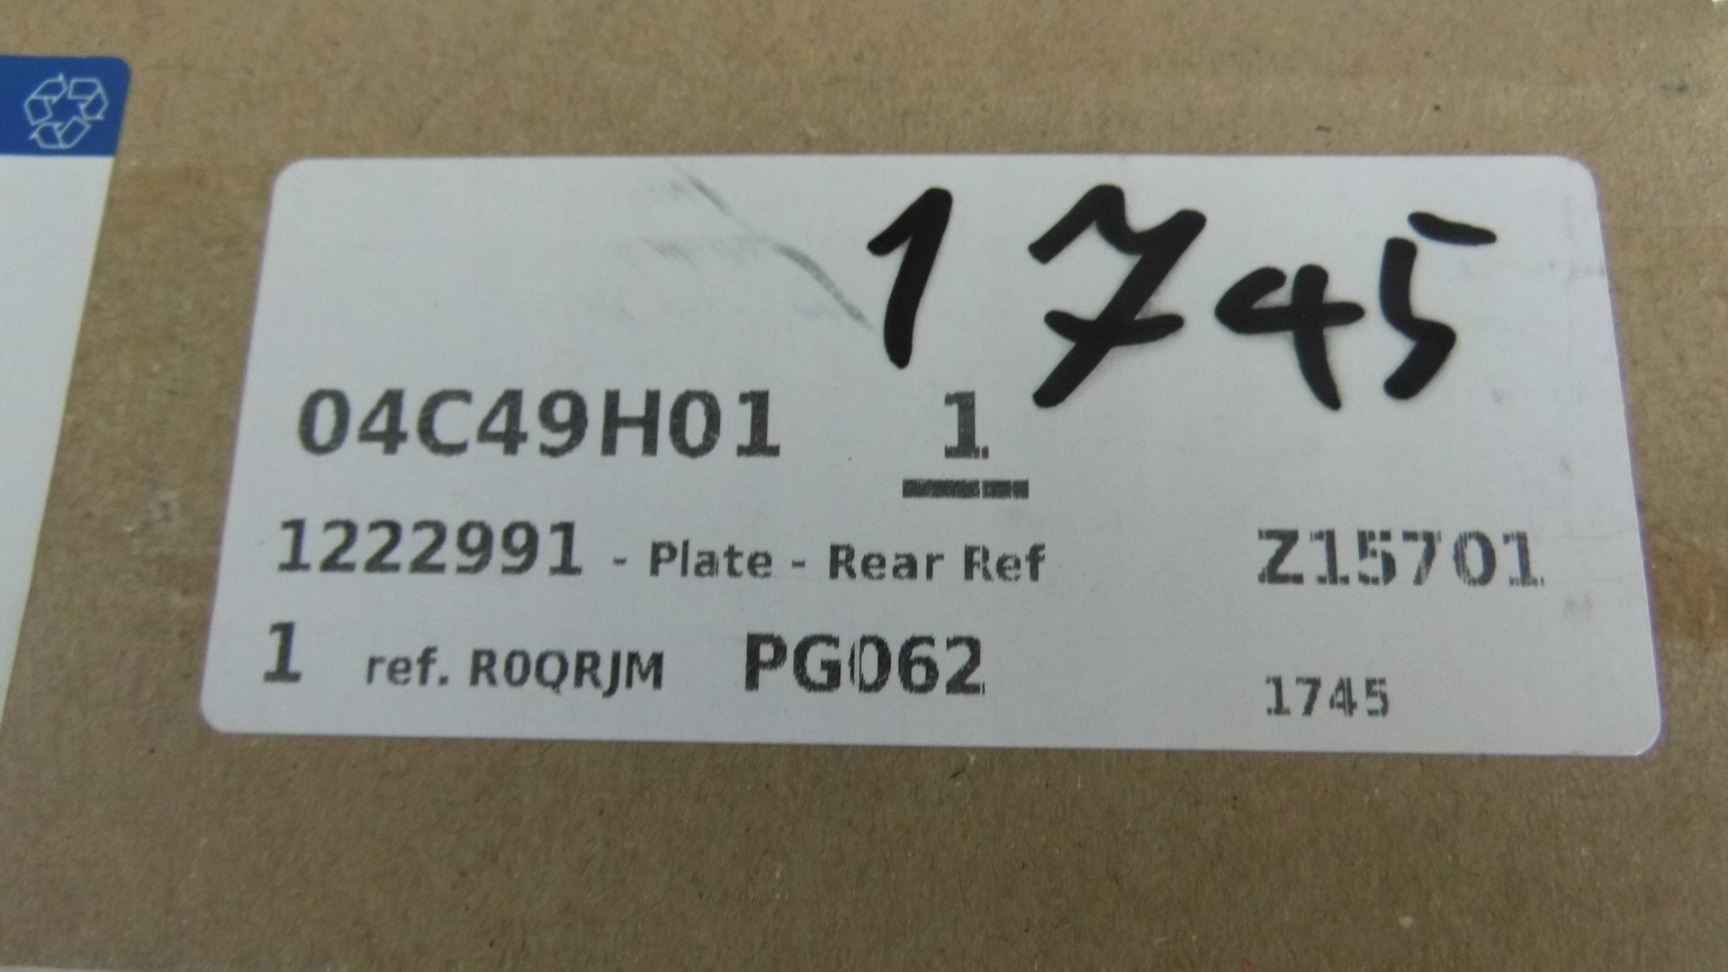 1745
04C49H01 1
1222991 - Plate - Rear Ref Z15701
1 ref. R0QRJM PG062 1745